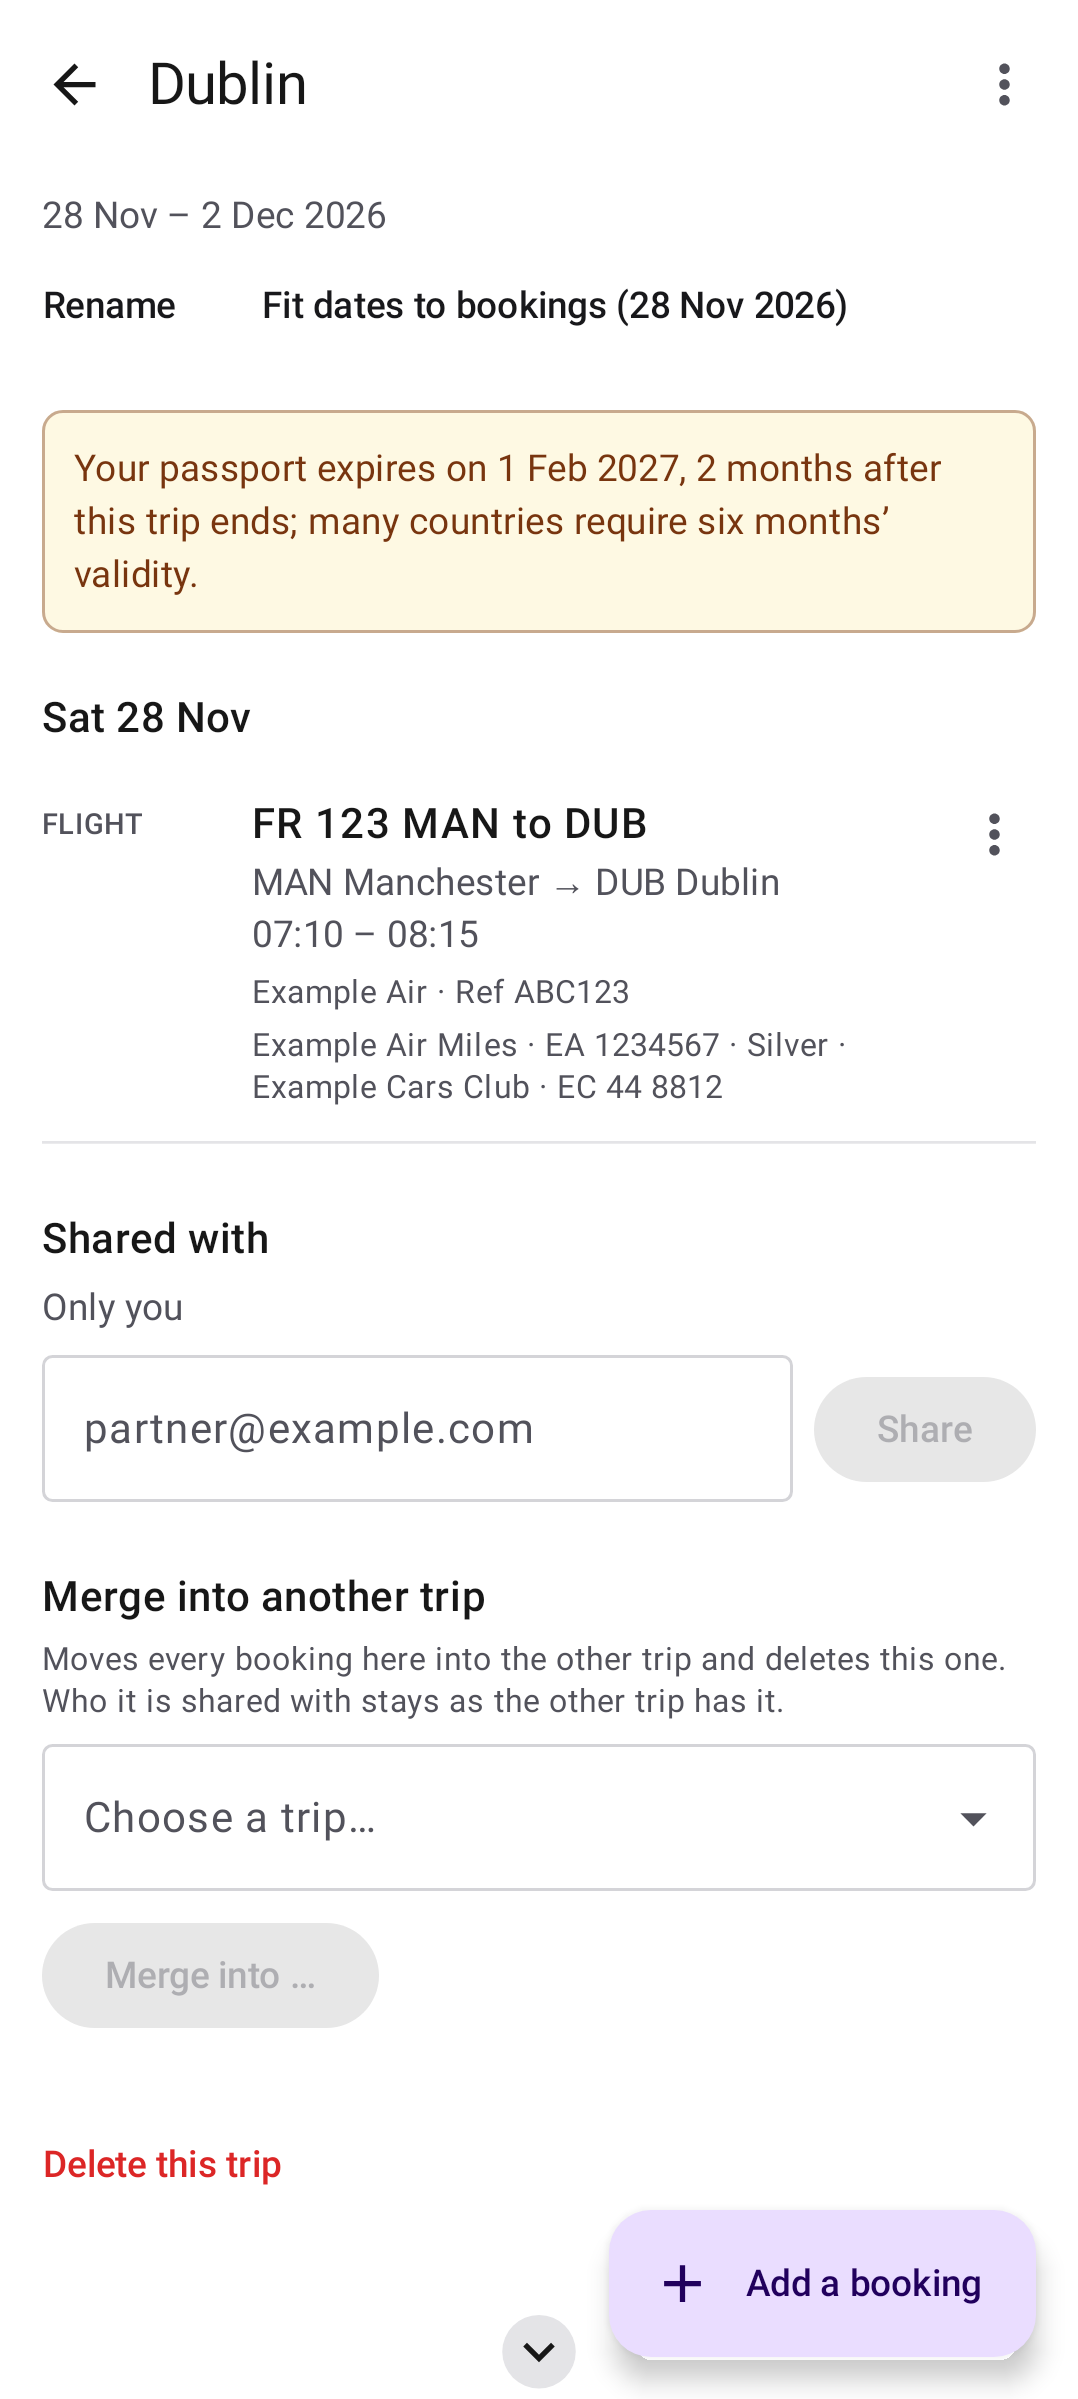 Dublin
28 Nov – 2 Dec 2026
Rename
Fit dates to bookings (28 Nov 2026)
Your passport expires on 1 Feb 2027, 2 months after
this trip ends; many countries require six months’
validity.
Sat 28 Nov
FLIGHT
FR 123 MAN to DUB
MAN Manchester → DUB Dublin
07:10 – 08:15
Example Air · Ref ABC123
Example Air Miles · EA 1234567 · Silver ·
Example Cars Club · EC 44 8812
Shared with
Only you
partner@example.com
Share
Merge into another trip
Moves every booking here into the other trip and deletes this one.
Who it is shared with stays as the other trip has it.
Choose a trip…
Merge into …
Delete this trip
Add a booking